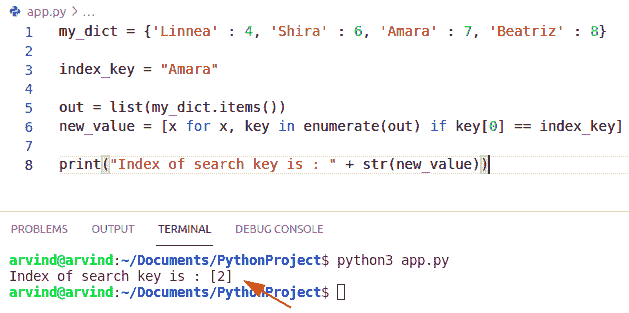 app.py > ...
1 my_dict = {'Linnea' : 4, 'Shira' : 6, 'Amara' : 7, 'Beatriz' : 8}
2
3 index_key = "Amara"
4
5 out = list(my_dict.items())
6 new_value = [x for x, key in enumerate(out) if key[0] == index_key]
7
8 print("Index of search key is : " + str(new_value))
PROBLEMS OUTPUT TERMINAL DEBUG CONSOLE
arvind@arvind:~/Documents/PythonProject$ python3 app.py
Index of search key is : [2]
arvind@arvind:~/Documents/PythonProject$